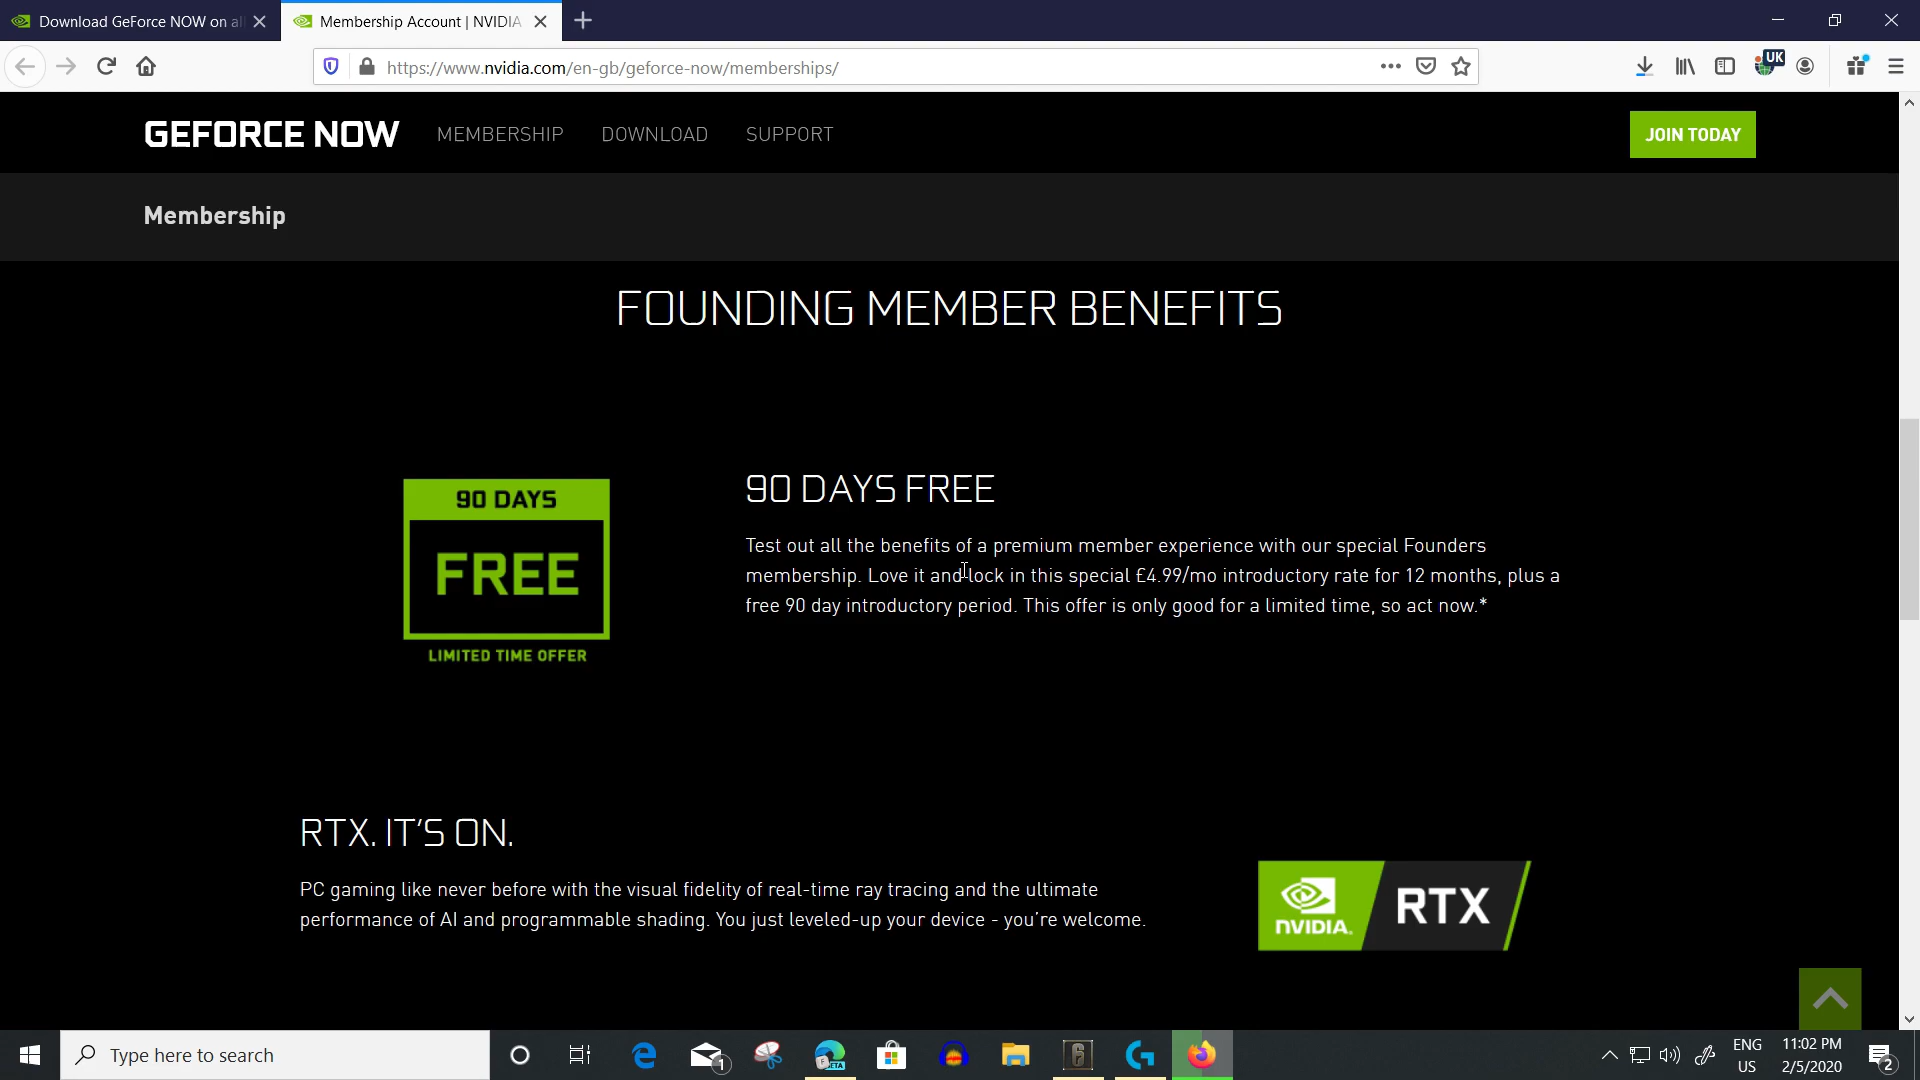 Download GeForce NOW on al
Membership Account | NVIDIA
https://www.nvidia.com/en-gb/geforce-now/memberships/
UK
GEFORCE NOW
MEMBERSHIP
DOWNLOAD
SUPPORT
JOIN TODAY
Membership
FOUNDING MEMBER BENEFITS
90 DAYS
FREE
LIMITED TIME OFFER
90 DAYS FREE
Test out all the benefits of a premium member experience with our special Founders
membership. Love it and lock in this special £4.99/mo introductory rate for 12 months, plus a
free 90 day introductory period. This offer is only good for a limited time, so act now.*
RTX. IT'S ON.
PC gaming like never before with the visual fidelity of real-time ray tracing and the ultimate
performance of AI and programmable shading. You just leveled-up your device - you're welcome.
NVIDIA.
RTX
Type here to search
1
BETA
6
ENG
US
11:02 PM
2/5/2020
2